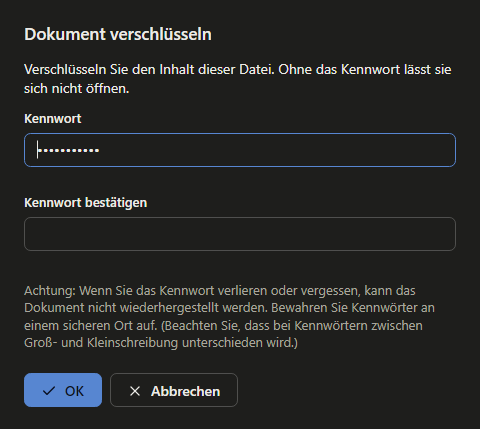 Dokument verschlüsseln
Verschlüsseln Sie den Inhalt dieser Datei. Ohne das Kennwort lässt sie
sich nicht öffnen.
Kennwort
•••••••••••
Kennwort bestätigen
Achtung: Wenn Sie das Kennwort verlieren oder vergessen, kann das
Dokument nicht wiederhergestellt werden. Bewahren Sie Kennwörter an
einem sicheren Ort auf. (Beachten Sie, dass bei Kennwörtern zwischen
Groß- und Kleinschreibung unterschieden wird.)
OK
Abbrechen